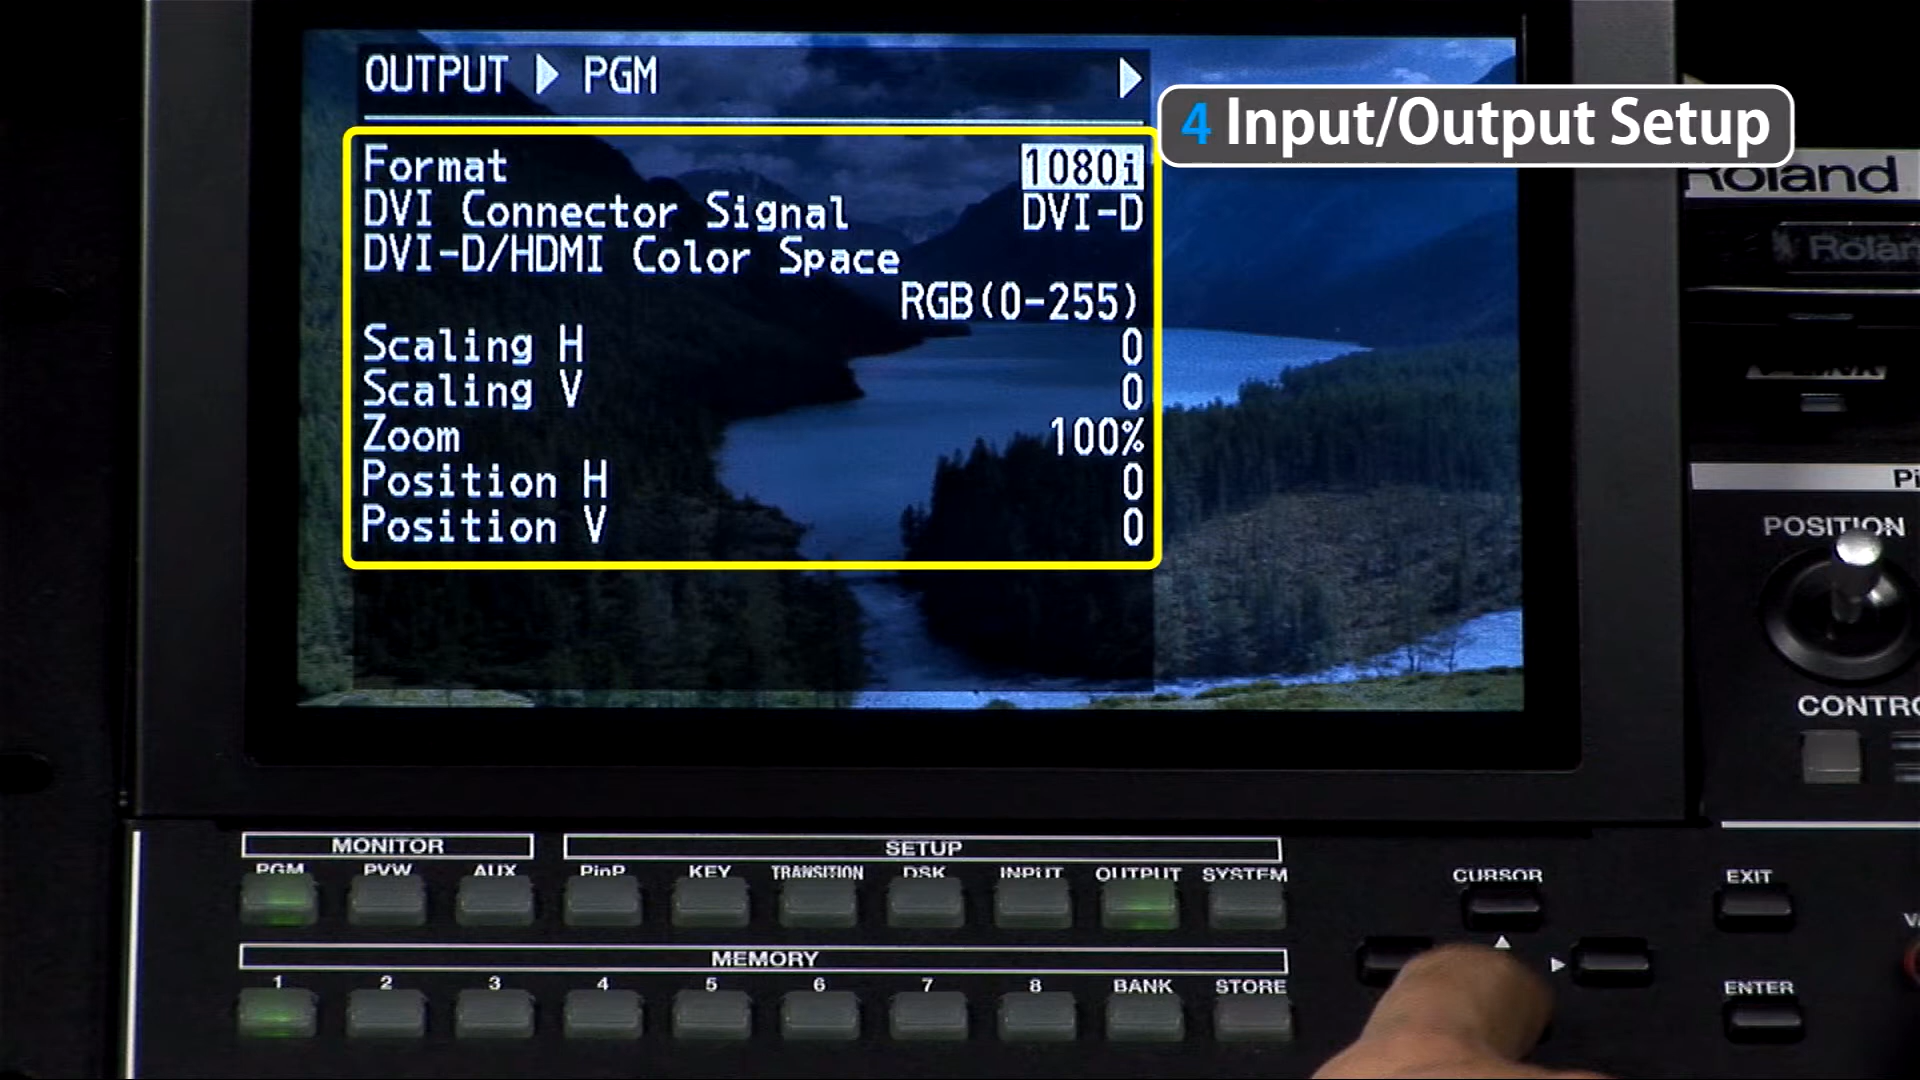 OUTPUT ▶ PGM ▶
4 Input/Output Setup
Format 1080i
DVI Connector Signal DVI-D
DVI-D/HDMI Color Space
RGB(0-255)
Scaling H 0
Scaling V 0
Zoom 100%
Position H 0
Position V 0
Roland
Rolan
Pi
POSITION
CONTRO
MONITOR SETUP
PGM PVW AUX PinP KEY TRANSITION DSK INPUT OUTPUT SYSTEM CURSOR EXIT
MEMORY
1 2 3 4 5 6 7 8 BANK STORE ENTER